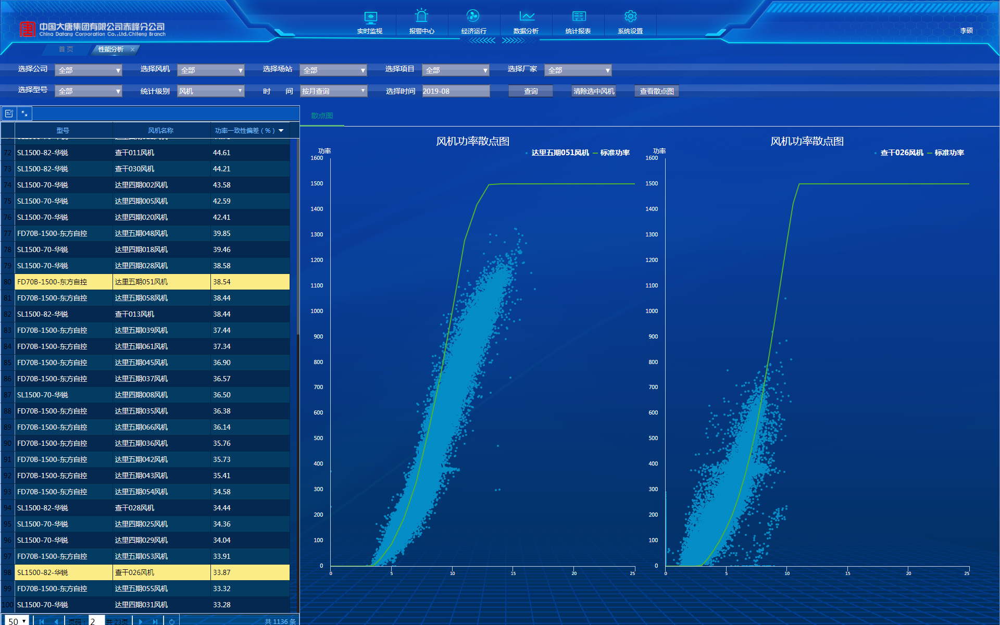 中国大唐集团有限公司赤峰分公司
China Datang Corporation Co.,Ltd.Chifeng Branch
实时监视 报警中心 经济运行 数据分析 统计报表 系统设置
李硕
首 页 性能分析 ×
选择公司 全部 选择风机 全部 选择场站 全部 选择项目 全部 选择厂家 全部
选择型号 全部 统计级别 风机 时 间 按月查询 选择时间 2019-08 查询 清除选中风机 查看散点图
型号 风机名称 功率一致性偏差（%）
72 SL1500-82-华锐 查干011风机 44.61
73 SL1500-82-华锐 查干030风机 44.21
74 SL1500-70-华锐 达里四期002风机 43.58
75 SL1500-70-华锐 达里四期005风机 42.59
76 SL1500-70-华锐 达里四期020风机 42.41
77 FD70B-1500-东方自控 达里五期048风机 39.85
78 SL1500-70-华锐 达里四期018风机 39.46
79 SL1500-70-华锐 达里四期028风机 38.58
80 FD70B-1500-东方自控 达里五期051风机 38.54
81 FD70B-1500-东方自控 达里五期058风机 38.44
82 SL1500-82-华锐 查干013风机 38.44
83 FD70B-1500-东方自控 达里五期039风机 37.44
84 FD70B-1500-东方自控 达里五期061风机 37.34
85 FD70B-1500-东方自控 达里五期045风机 36.90
86 FD70B-1500-东方自控 达里五期037风机 36.57
87 SL1500-70-华锐 达里四期008风机 36.50
88 FD70B-1500-东方自控 达里五期035风机 36.38
89 FD70B-1500-东方自控 达里五期066风机 36.14
90 FD70B-1500-东方自控 达里五期036风机 35.76
91 FD70B-1500-东方自控 达里五期042风机 35.73
92 FD70B-1500-东方自控 达里五期043风机 35.41
93 FD70B-1500-东方自控 达里五期054风机 34.58
94 SL1500-82-华锐 查干028风机 34.44
95 SL1500-70-华锐 达里四期025风机 34.36
96 SL1500-70-华锐 达里四期029风机 34.04
97 FD70B-1500-东方自控 达里五期053风机 33.91
98 SL1500-82-华锐 查干026风机 33.87
99 FD70B-1500-东方自控 达里五期055风机 33.32
100 SL1500-70-华锐 达里四期031风机 33.28
50 页码: 2 共 23页 共 1136 条
散点图
风机功率散点图
功率
达里五期051风机 标准功率
1600
1500
1400
1300
1200
1100
1000
900
800
700
600
500
400
300
200
100
0
0 5 10 15 20 25
风机功率散点图
功率
查干026风机 标准功率
1600
1500
1400
1300
1200
1100
1000
900
800
700
600
500
400
300
200
100
0
0 5 10 15 20 25